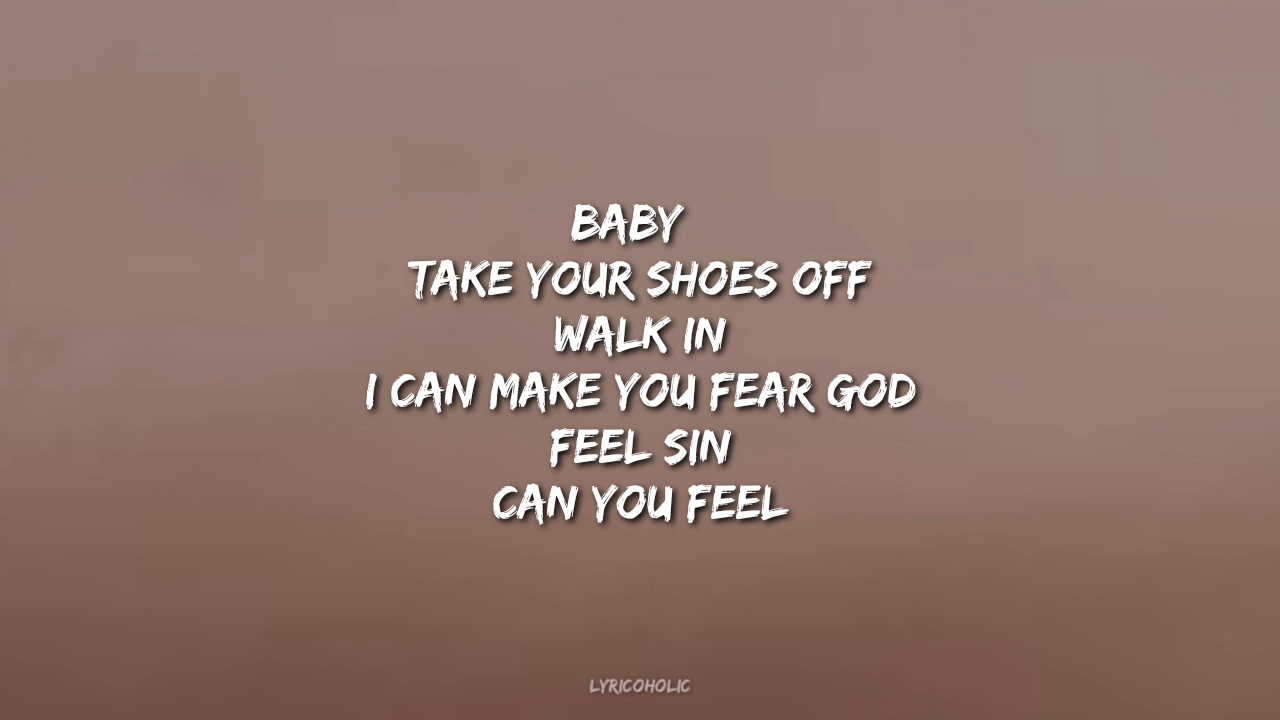 BABY
TAKE YOUR SHOES OFF
WALK IN
I CAN MAKE YOU FEAR GOD
FEEL SIN
CAN YOU FEEL
LYRICOHOLIC